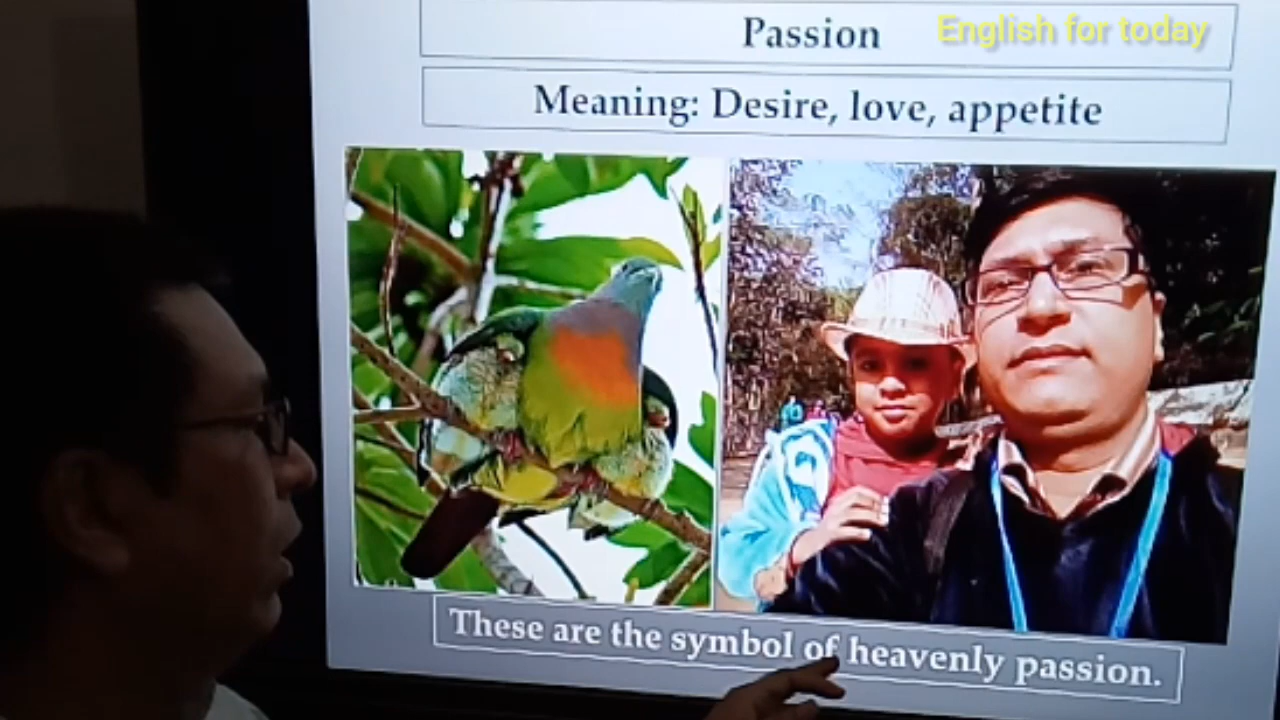 Passion
English for today
Meaning: Desire, love, appetite
These are the symbol of heavenly passion.